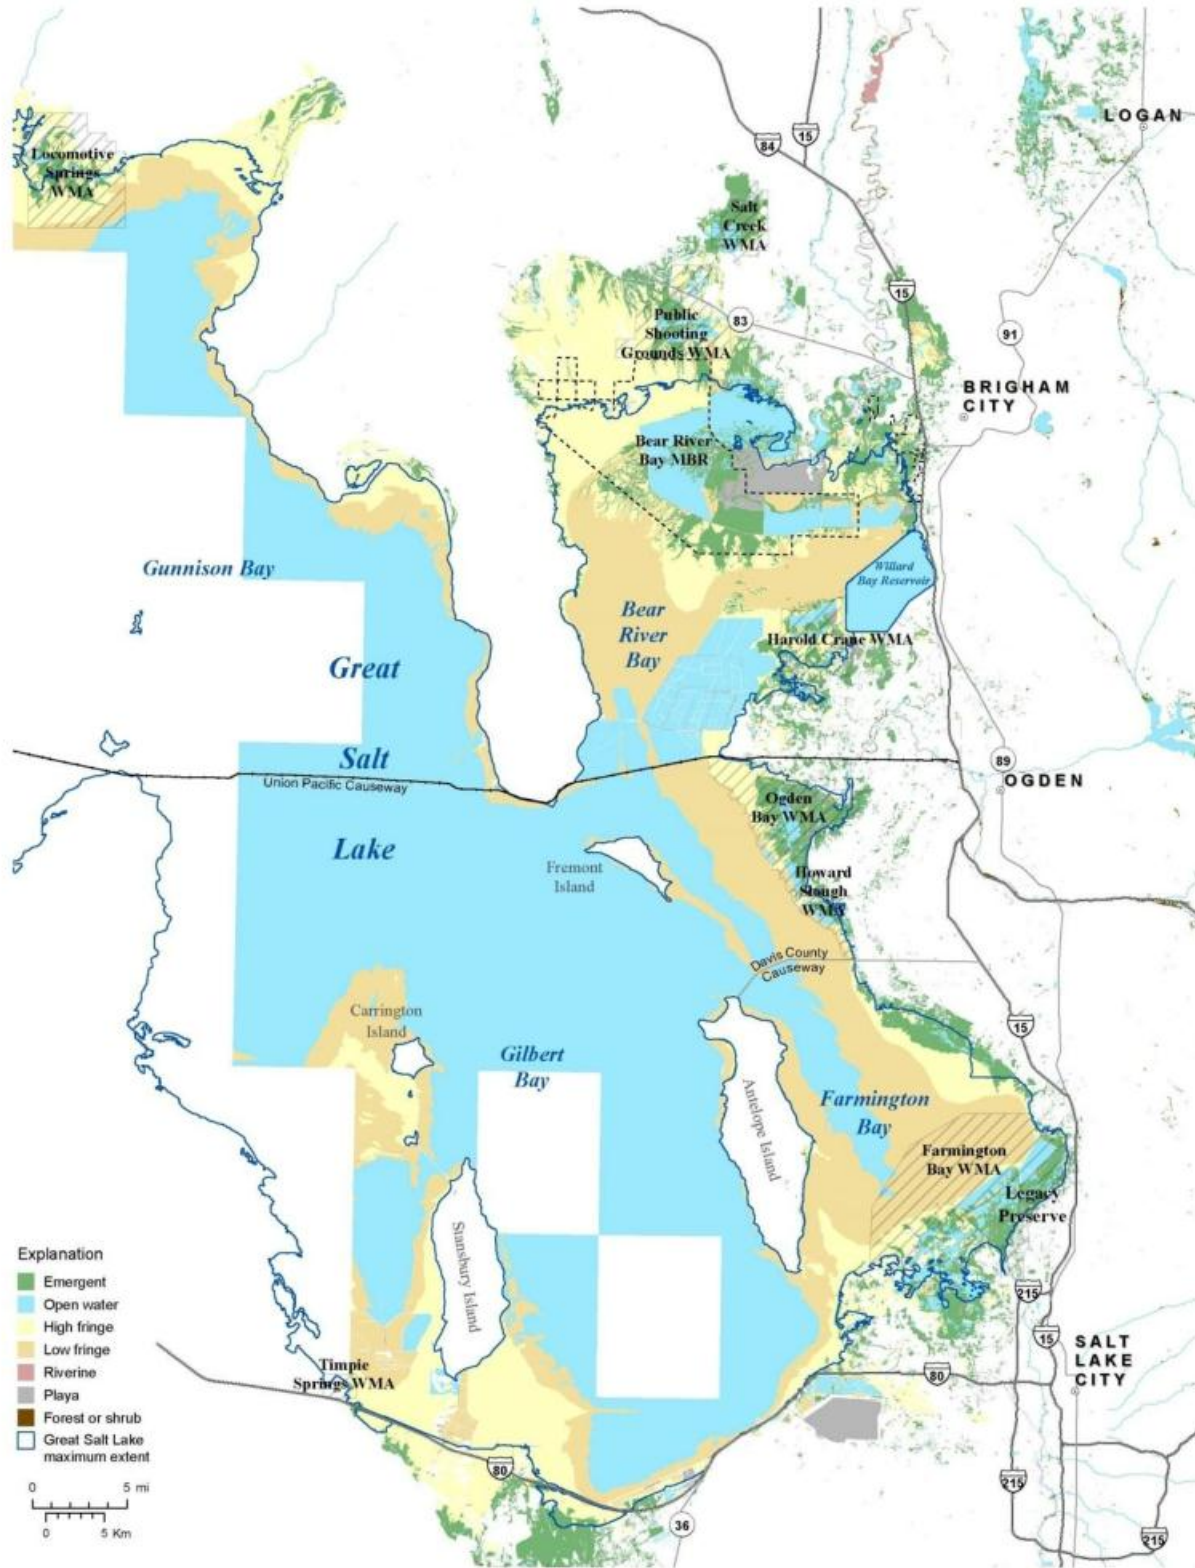 LOGAN
84
15
Locomotive
Springs
WMA
Salt
Creek
WMA
15
Public
Shooting
Grounds WMA
83
91
BRIGHAM
CITY
Bear River
Bay MBR
Gunnison Bay
Willard
Bay Reservoir
Bear
River
Bay
Harold Crane WMA
Great
Salt
Union Pacific Causeway
89
OGDEN
Ogden
Bay WMA
Lake
Fremont
Island
Howard
Slough
WMA
Davis County
Causeway
Carrington
Island
15
Gilbert
Bay
Antelope Island
Farmington
Bay
Farmington
Bay WMA
Legacy
Preserve
Stansbury Island
Explanation
Emergent
Open water
High fringe
Low fringe
Riverine
Playa
Forest or shrub
Great Salt Lake
maximum extent
0 5 mi
0 5 Km
Timpie
Springs WMA
215
15
SALT
LAKE
CITY
80
80
215
36
215